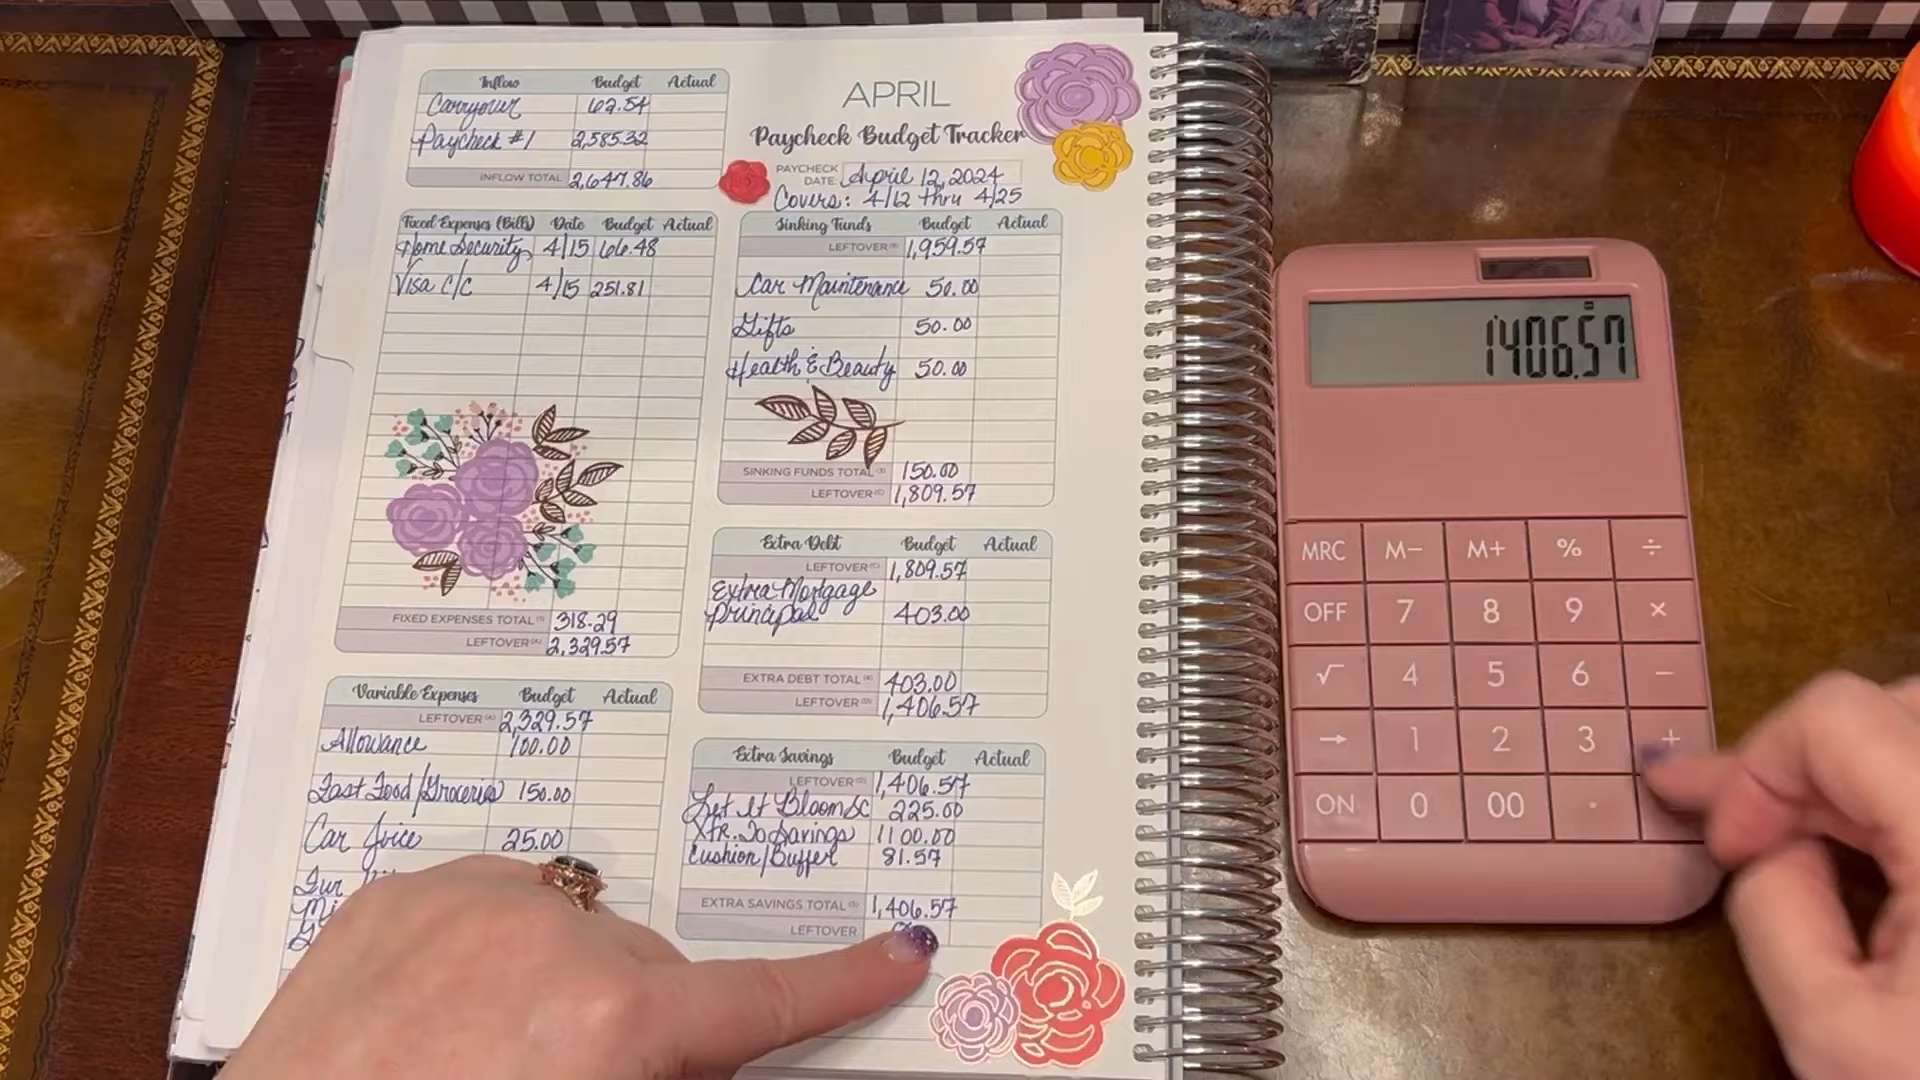 Inflow Budget Actual
Carryover 62.54
Paycheck #1 2,585.32
INFLOW TOTAL 2,647.86
APRIL
Paycheck Budget Tracker
PAYCHECK DATE: April 12, 2024
Covers: 4/12 thru 4/25
Fixed Expenses (Bills) Date Budget Actual
Home Security 4/15 66.48
Visa C/C 4/15 251.81
FIXED EXPENSES TOTAL (1) 318.29
LEFTOVER (A) 2,329.57
Variable Expenses Budget Actual
LEFTOVER (A) 2,329.57
Allowance 100.00
Fast Food/Groceries 150.00
Car Juice 25.00
Fur
Sinking Funds Budget Actual
LEFTOVER (B) 1,959.57
Car Maintenance 50.00
Gifts 50.00
Health & Beauty 50.00
SINKING FUNDS TOTAL (3) 150.00
LEFTOVER (C) 1,809.57
Extra Debt Budget Actual
LEFTOVER (C) 1,809.57
Extra Mortgage
Principal 403.00
EXTRA DEBT TOTAL (4) 403.00
LEFTOVER (D) 1,406.57
Extra Savings Budget Actual
LEFTOVER (D) 1,406.57
Let It Bloom SC 225.00
Xfr. To Savings 1100.00
Cushion/Buffer 81.57
EXTRA SAVINGS TOTAL (5) 1,406.57
LEFTOVER
1406.57
MRC M− M+ % ÷
OFF 7 8 9 ×
√ 4 5 6 −
→ 1 2 3 +
ON 0 00 .